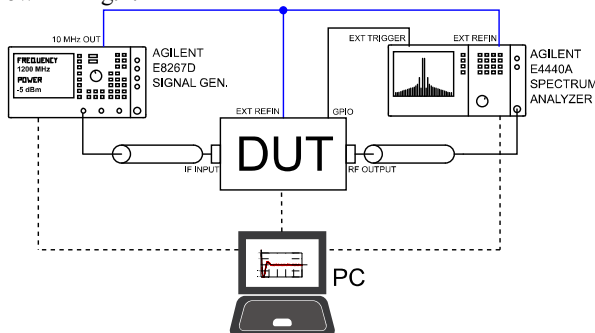 10 MHz OUT
EXT TRIGGER
EXT REFIN
FREQUENCY
1200 MHz
POWER
-5 dBm
AGILENT
E8267D
SIGNAL GEN.
AGILENT
E4440A
SPECTRUM
ANALYZER
EXT REFIN
GPIO
DUT
IF INPUT
RF OUTPUT
PC